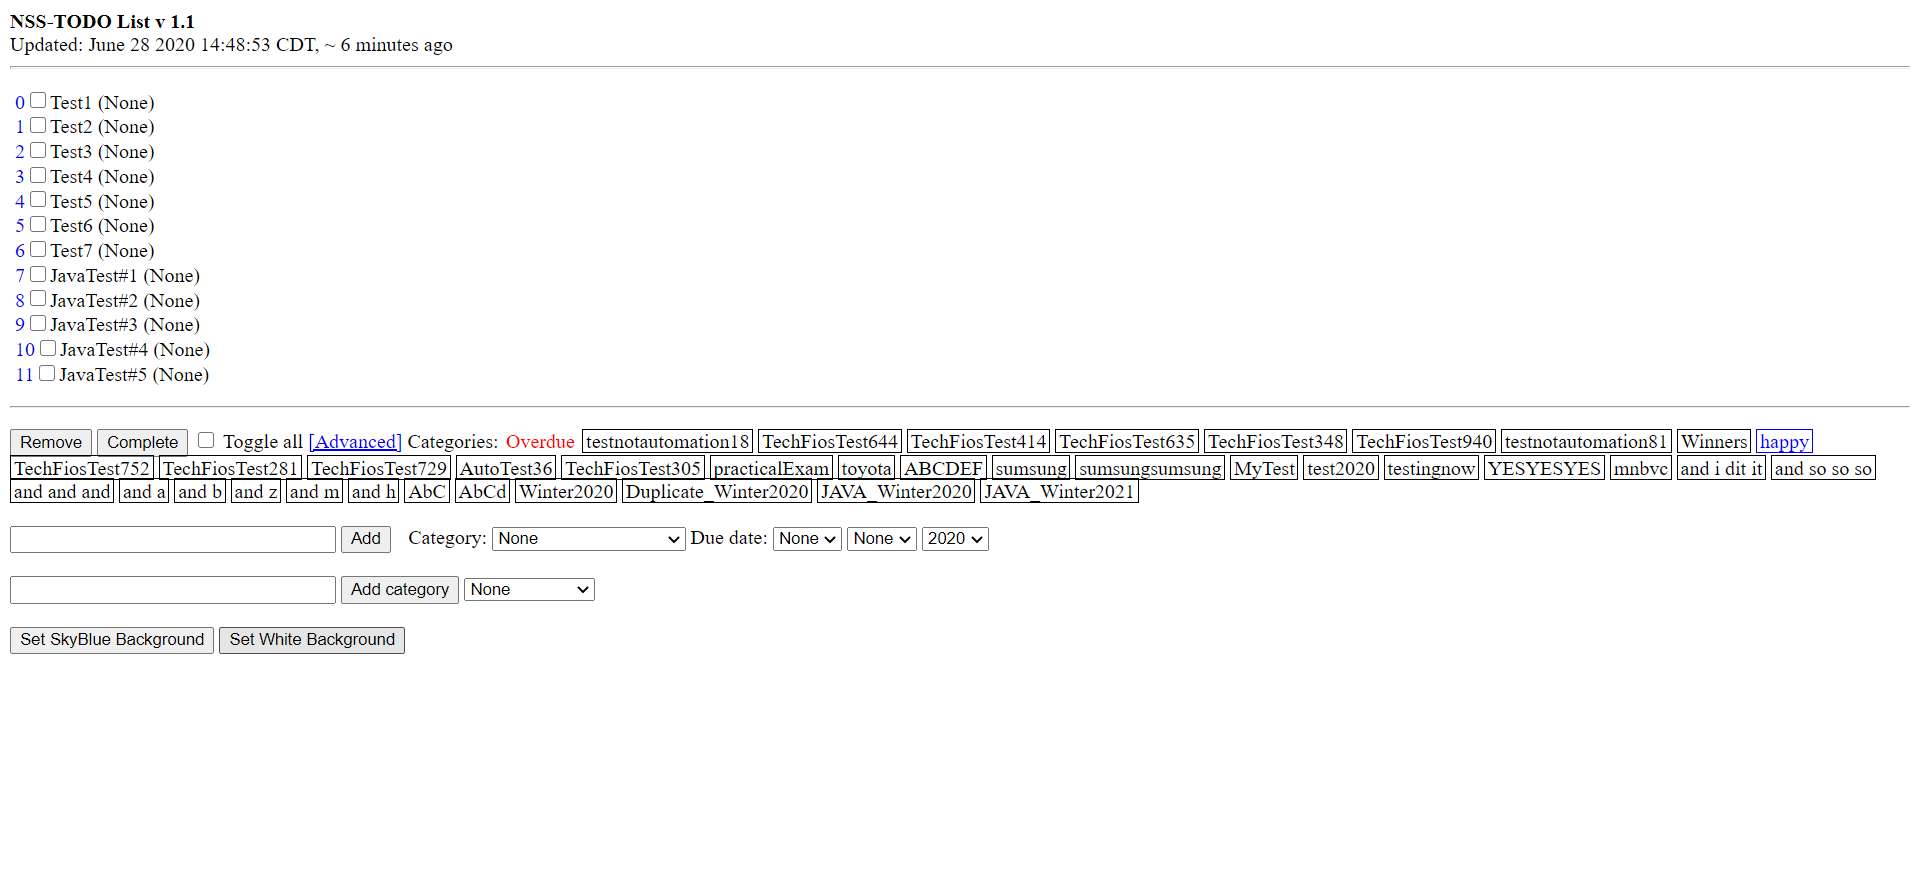 NSS-TODO List v 1.1
Updated: June 28 2020 14:48:53 CDT, ~ 6 minutes ago
0 Test1 (None)
1 Test2 (None)
2 Test3 (None)
3 Test4 (None)
4 Test5 (None)
5 Test6 (None)
6 Test7 (None)
7 JavaTest#1 (None)
8 JavaTest#2 (None)
9 JavaTest#3 (None)
10 JavaTest#4 (None)
11 JavaTest#5 (None)
Remove Complete Toggle all [Advanced] Categories: Overdue testnotautomation18 TechFiosTest644 TechFiosTest414 TechFiosTest635 TechFiosTest348 TechFiosTest940 testnotautomation81 Winners happy
TechFiosTest752 TechFiosTest281 TechFiosTest729 AutoTest36 TechFiosTest305 practicalExam toyota ABCDEF sumsung sumsungsumsung MyTest test2020 testingnow YESYESYES mnbvc and i dit it and so so so
and and and and a and b and z and m and h AbC AbCd Winter2020 Duplicate_Winter2020 JAVA_Winter2020 JAVA_Winter2021
Add Category: None Due date: None None 2020
Add category None
Set SkyBlue Background Set White Background